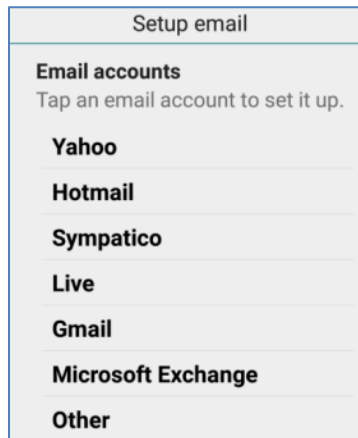 Setup email
Email accounts
Tap an email account to set it up.
Yahoo
Hotmail
Sympatico
Live
Gmail
Microsoft Exchange
Other